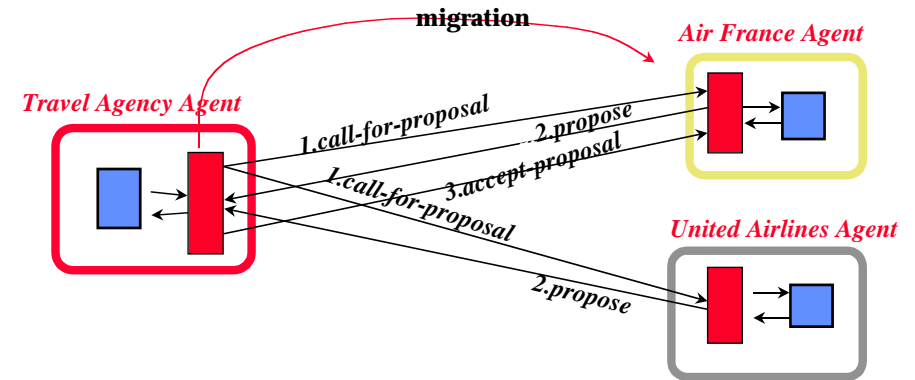 migration
Air France Agent
Travel Agency Agent
1.call-for-proposal
2.propose
3.accept-proposal
1.call-for-proposal
United Airlines Agent
2.propose